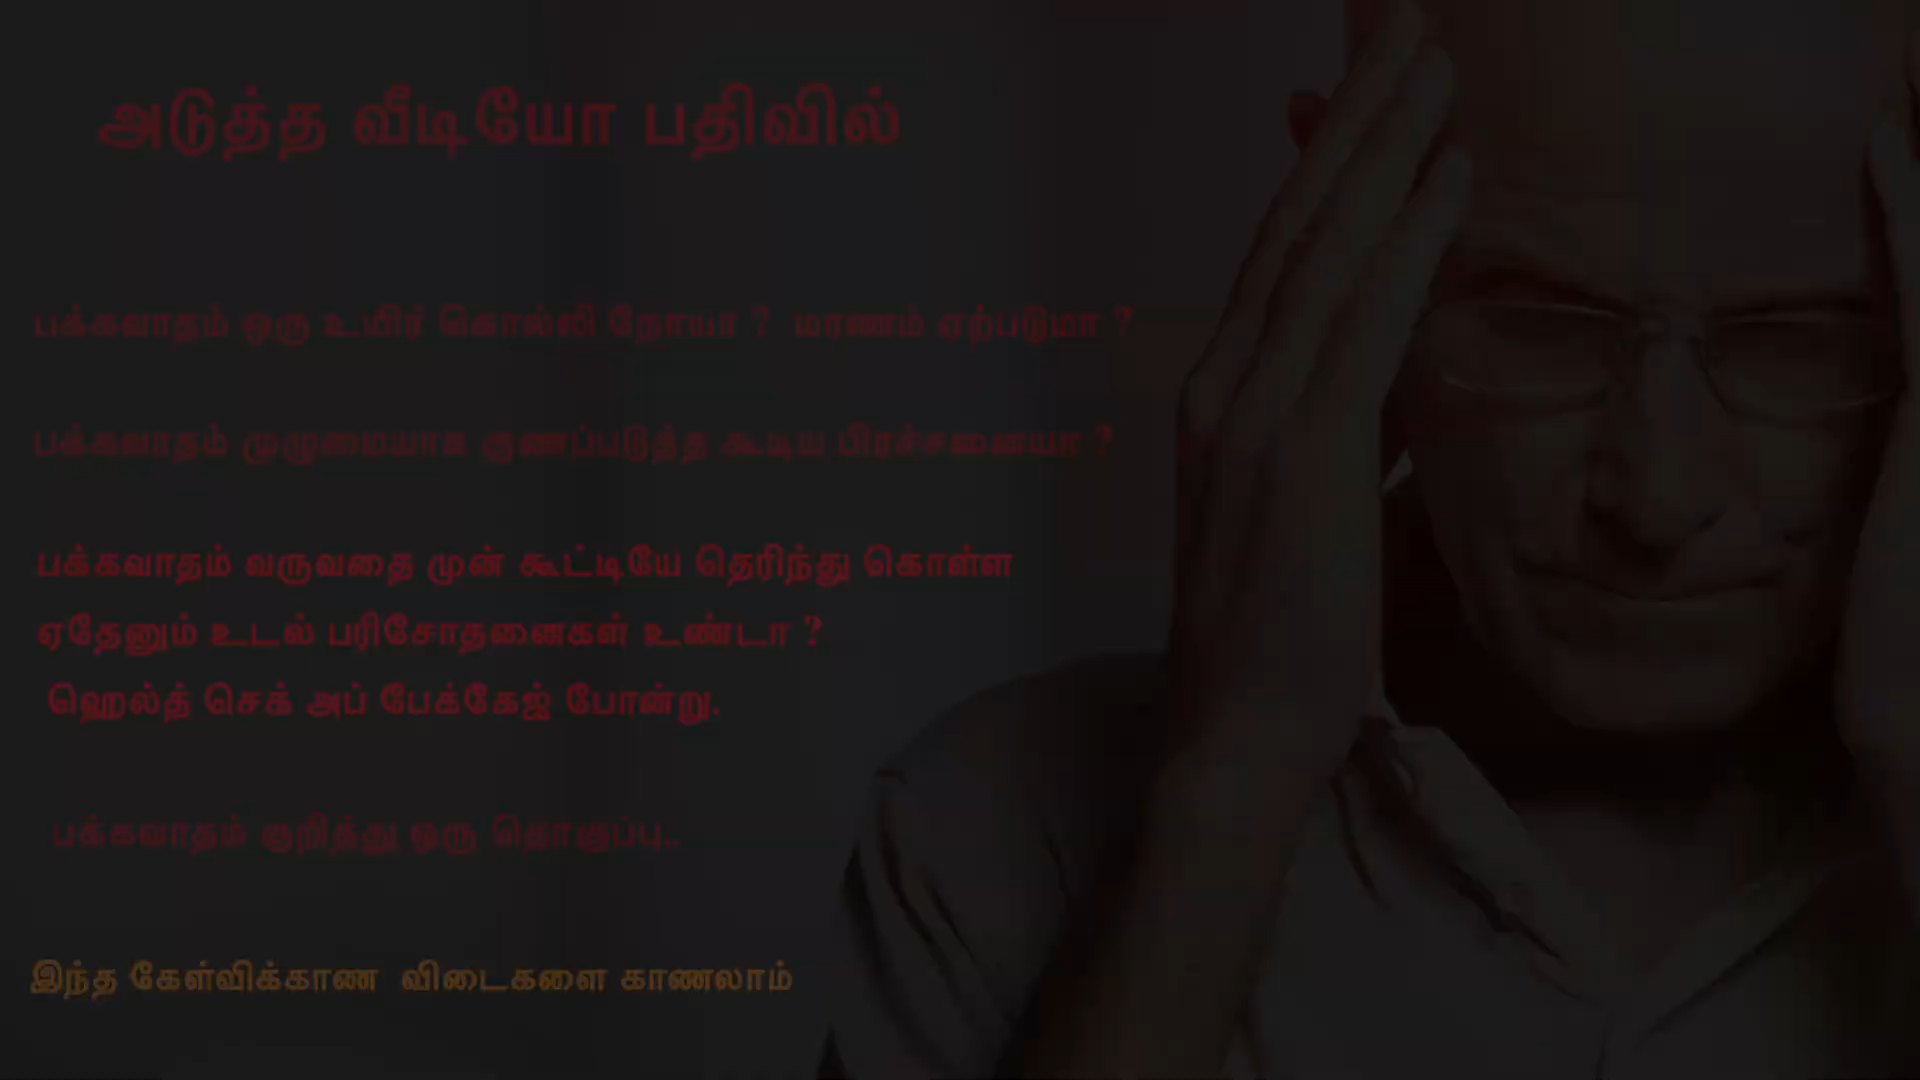 அடுத்த வீடியோ பதிவில்
பக்கவாதம் ஒரு உயிர் கொல்லி நோயா ? மரணம் ஏற்படுமா ?
பக்கவாதம் முழுமையாக குணப்படுத்த கூடிய பிரச்சனையா ?
பக்கவாதம் வருவதை முன் கூட்டியே தெரிந்து கொள்ள
ஏதேனும் உடல் பரிசோதனைகள் உண்டா ?
ஹெல்த் செக் அப் பேக்கேஜ் போன்று.
பக்கவாதம் குறித்து ஒரு தொகுப்பு..
இந்த கேள்விக்காண விடைகளை காணலாம்